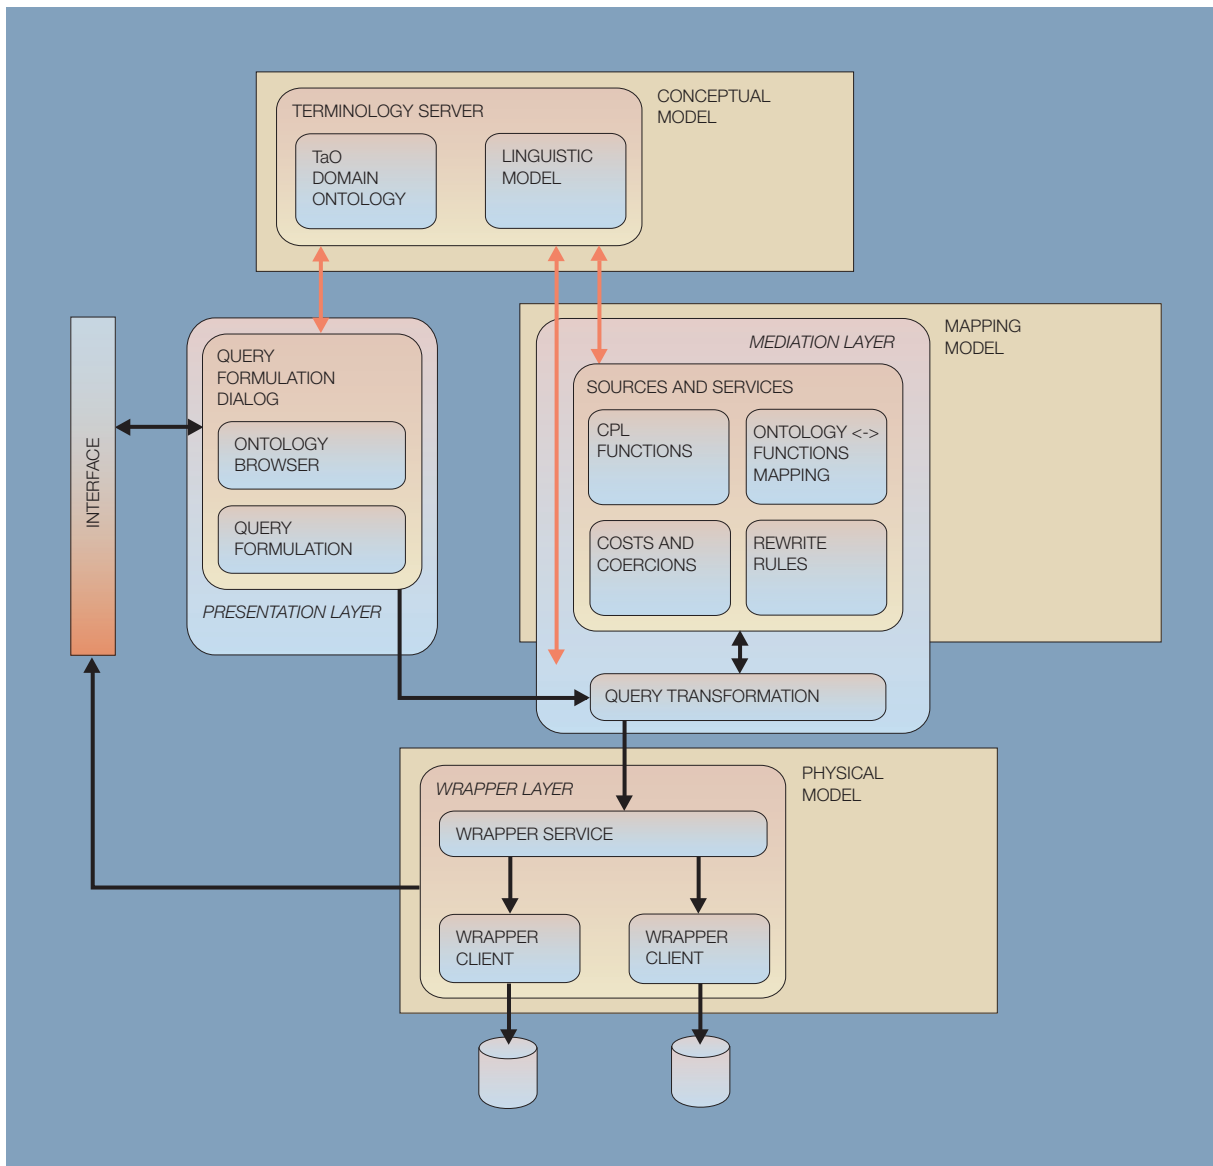 CONCEPTUAL
MODEL
TERMINOLOGY SERVER
TaO
DOMAIN
ONTOLOGY
LINGUISTIC
MODEL
MAPPING
MODEL
MEDIATION LAYER
QUERY
FORMULATION
DIALOG
ONTOLOGY
BROWSER
QUERY
FORMULATION
PRESENTATION LAYER
INTERFACE
SOURCES AND SERVICES
CPL
FUNCTIONS
ONTOLOGY <->
FUNCTIONS
MAPPING
COSTS AND
COERCIONS
REWRITE
RULES
QUERY TRANSFORMATION
PHYSICAL
MODEL
WRAPPER LAYER
WRAPPER SERVICE
WRAPPER
CLIENT
WRAPPER
CLIENT